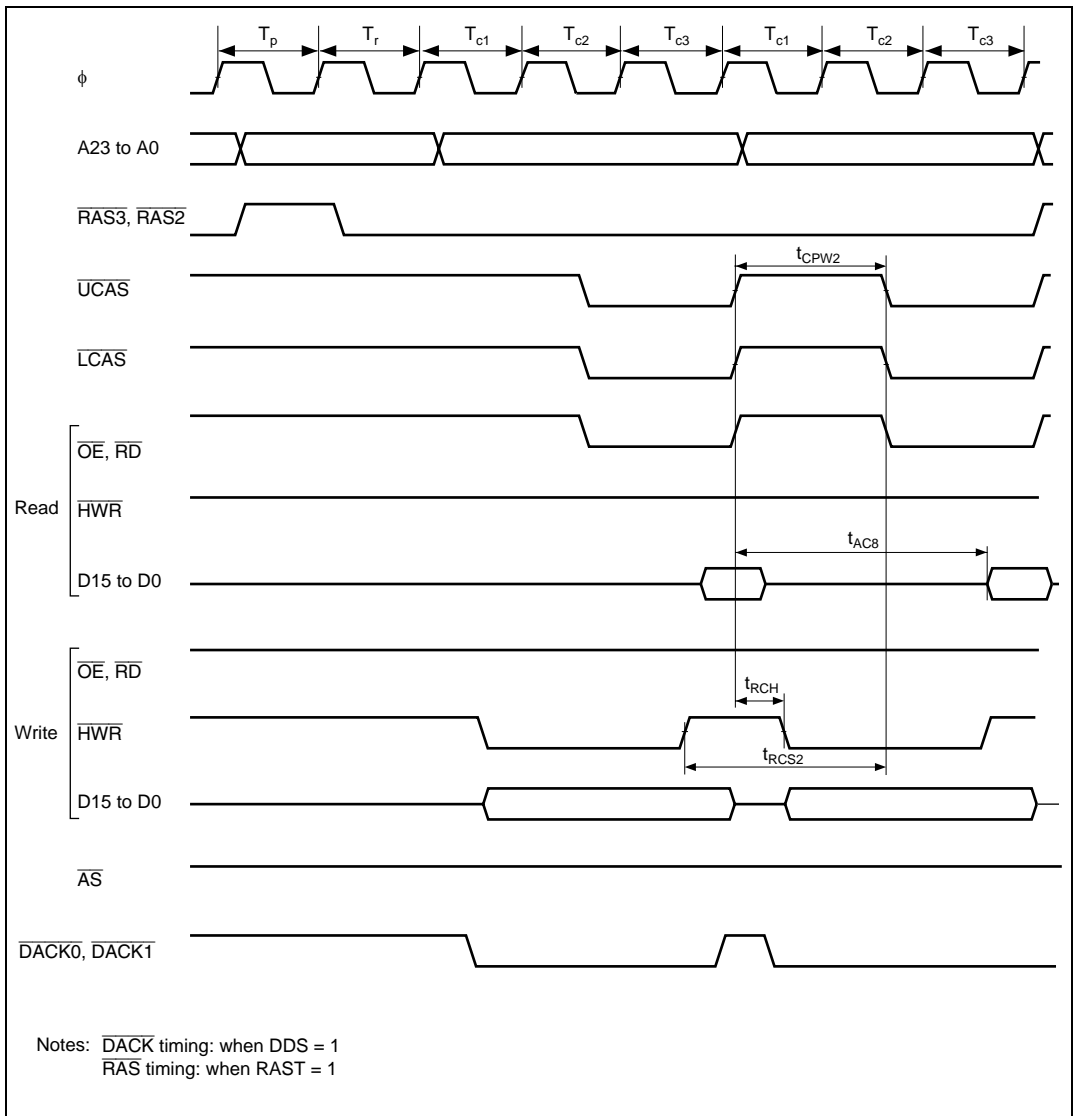 Tp Tr Tc1 Tc2 Tc3 Tc1 Tc2 Tc3
ϕ
A23 to A0
RAS3, RAS2
tCPW2
UCAS
LCAS
OE, RD
Read
HWR
tAC8
D15 to D0
OE, RD
tRCH
Write
HWR
tRCS2
D15 to D0
AS
DACK0, DACK1
Notes: DACK timing: when DDS = 1
RAS timing: when RAST = 1